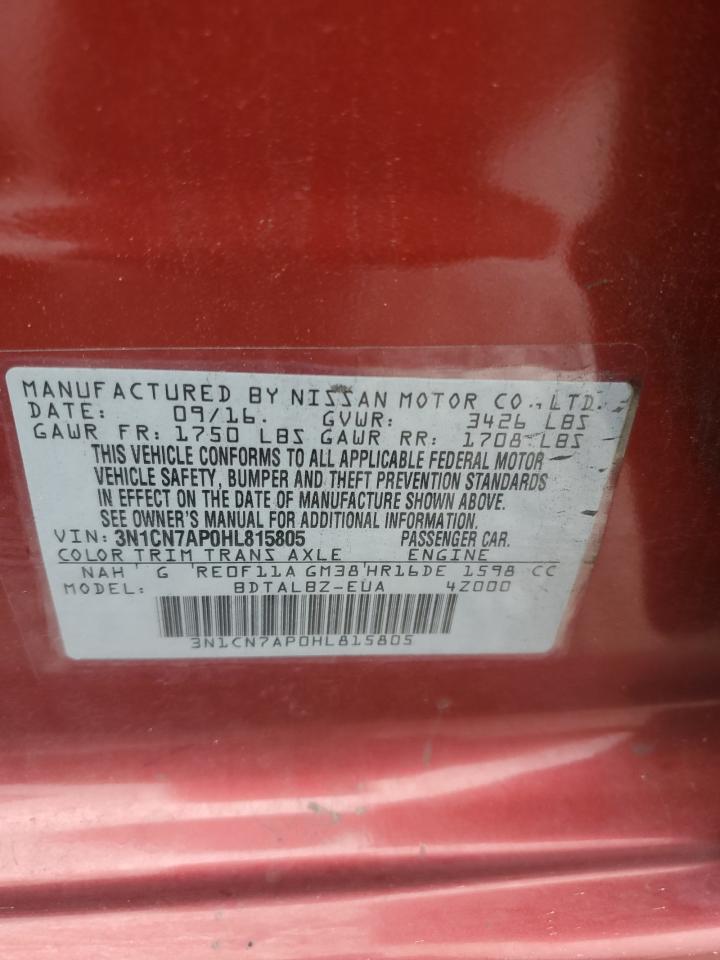 MANUFACTURED BY NISSAN MOTOR CO., LTD.
DATE: 09/16. GVWR: 3426 LBS
GAWR FR: 1750 LBS GAWR RR: 1708 LBS
THIS VEHICLE CONFORMS TO ALL APPLICABLE FEDERAL MOTOR
VEHICLE SAFETY, BUMPER AND THEFT PREVENTION STANDARDS
IN EFFECT ON THE DATE OF MANUFACTURE SHOWN ABOVE.
SEE OWNER'S MANUAL FOR ADDITIONAL INFORMATION.
VIN: 3N1CN7AP0HL815805 PASSENGER CAR.
COLOR TRIM TRANS AXLE ENGINE
NAH G RE0F11A GM38 HR16DE 1598 CC
MODEL: BDTALBZ-EUA 4Z000
3N1CN7AP0HL815805